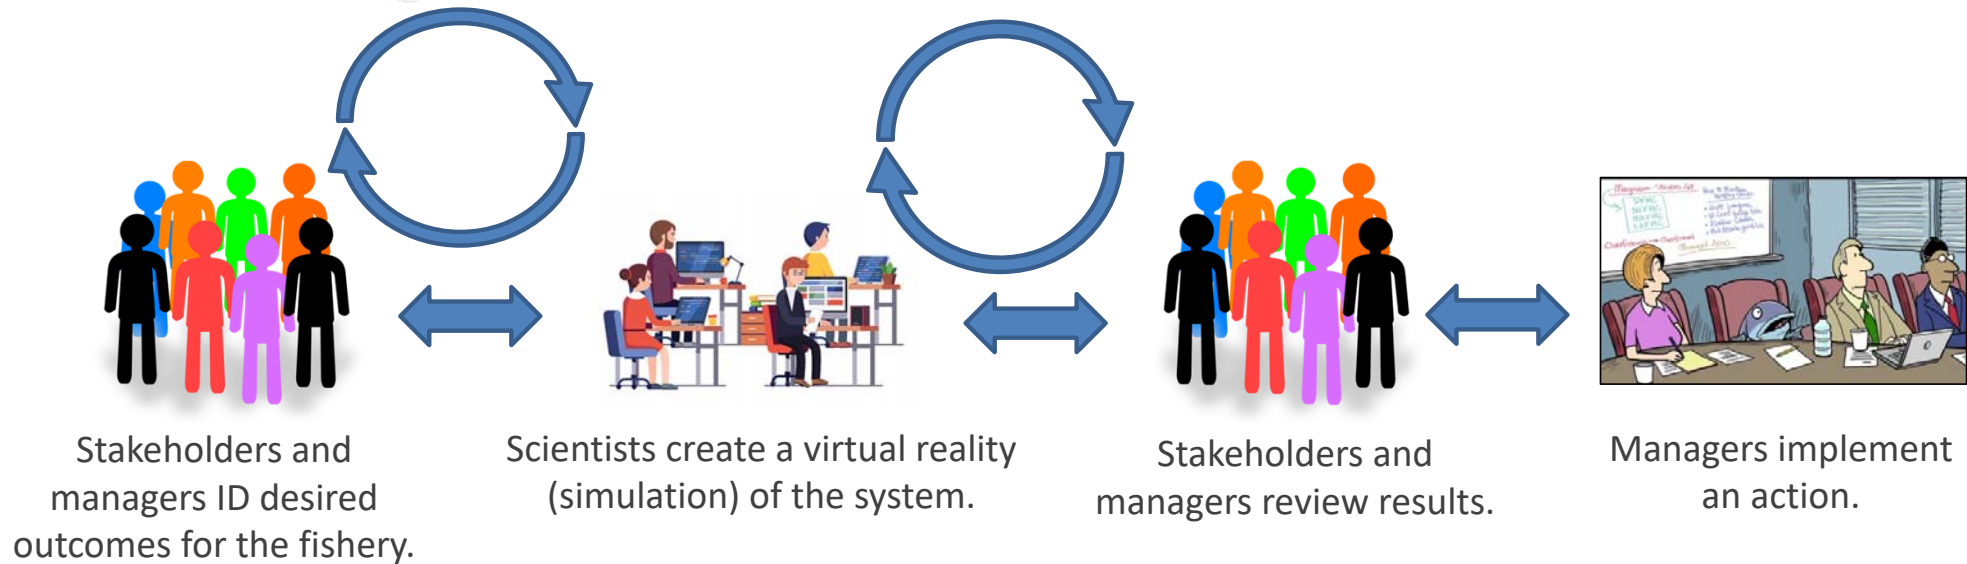 Stakeholders and
managers ID desired
outcomes for the fishery.
Scientists create a virtual reality
(simulation) of the system.
Stakeholders and
managers review results.
Managers implement
an action.